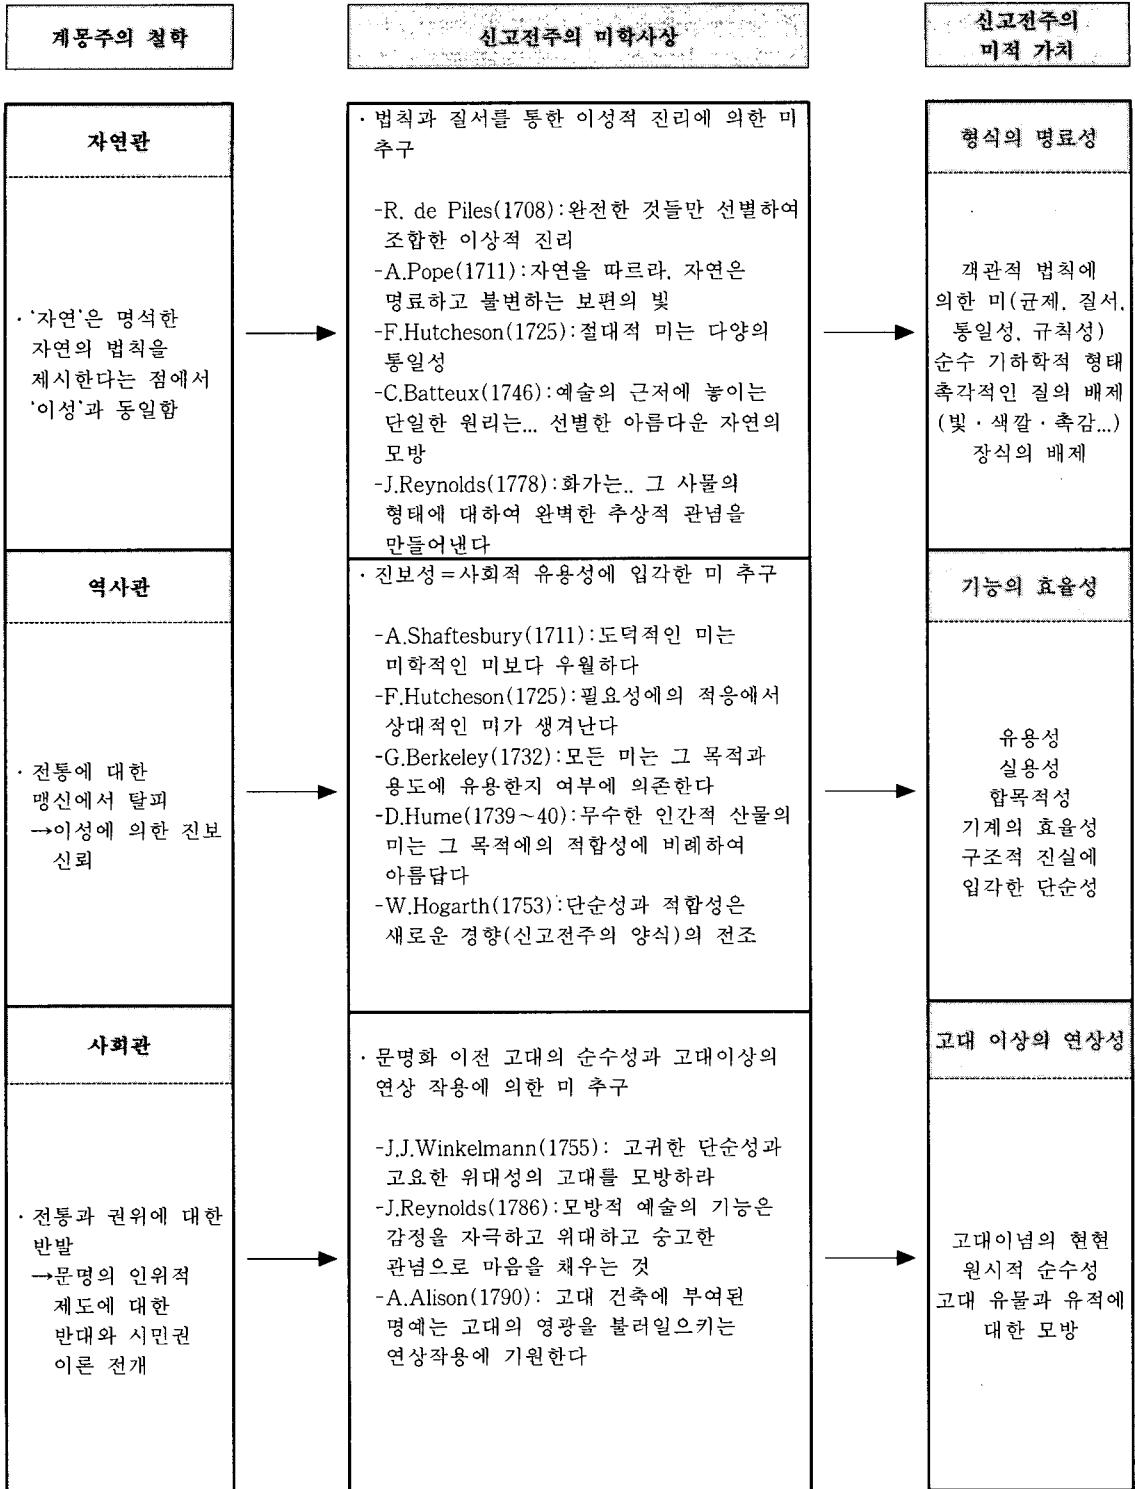 계몽주의 철학
신고전주의 미학사상
신고전주의
미적 가치
자연관
· '자연'은 명석한
자연의 법칙을
제시한다는 점에서
'이성'과 동일함
· 법칙과 질서를 통한 이성적 진리에 의한 미
추구
-R. de Piles(1708):완전한 것들만 선별하여
조합한 이상적 진리
-A.Pope(1711):자연을 따르라, 자연은
명료하고 불변하는 보편의 빛
-F.Hutcheson(1725):절대적 미는 다양의
통일성
-C.Batteux(1746):예술의 근저에 놓이는
단일한 원리는... 선별한 아름다운 자연의
모방
-J.Reynolds(1778):화가는.. 그 사물의
형태에 대하여 완벽한 추상적 관념을
만들어낸다
형식의 명료성
객관적 법칙에
의한 미(균제, 질서,
통일성, 규칙성)
순수 기하학적 형태
촉각적인 질의 배제
(빛·색깔·촉감...)
장식의 배제
역사관
· 전통에 대한
맹신에서 탈피
→이성에 의한 진보
신뢰
· 진보성=사회적 유용성에 입각한 미 추구
-A.Shaftesbury(1711):도덕적인 미는
미학적인 미보다 우월하다
-F.Hutcheson(1725):필요성에의 적응에서
상대적인 미가 생겨난다
-G.Berkeley(1732):모든 미는 그 목적과
용도에 유용한지 여부에 의존한다
-D.Hume(1739~40):무수한 인간적 산물의
미는 그 목적에의 적합성에 비례하여
아름답다
-W.Hogarth(1753):단순성과 적합성은
새로운 경향(신고전주의 양식)의 전조
기능의 효율성
유용성
실용성
합목적성
기계의 효율성
구조적 진실에
입각한 단순성
사회관
· 전통과 권위에 대한
반발
→문명의 인위적
제도에 대한
반대와 시민권
이론 전개
· 문명화 이전 고대의 순수성과 고대이상의
연상 작용에 의한 미 추구
-J.J.Winkelmann(1755): 고귀한 단순성과
고요한 위대성의 고대를 모방하라
-J.Reynolds(1786):모방적 예술의 기능은
감정을 자극하고 위대하고 숭고한
관념으로 마음을 채우는 것
-A.Alison(1790): 고대 건축에 부여된
명예는 고대의 영광을 불러일으키는
연상작용에 기원한다
고대 이상의 연상성
고대이념의 현현
원시적 순수성
고대 유물과 유적에
대한 모방